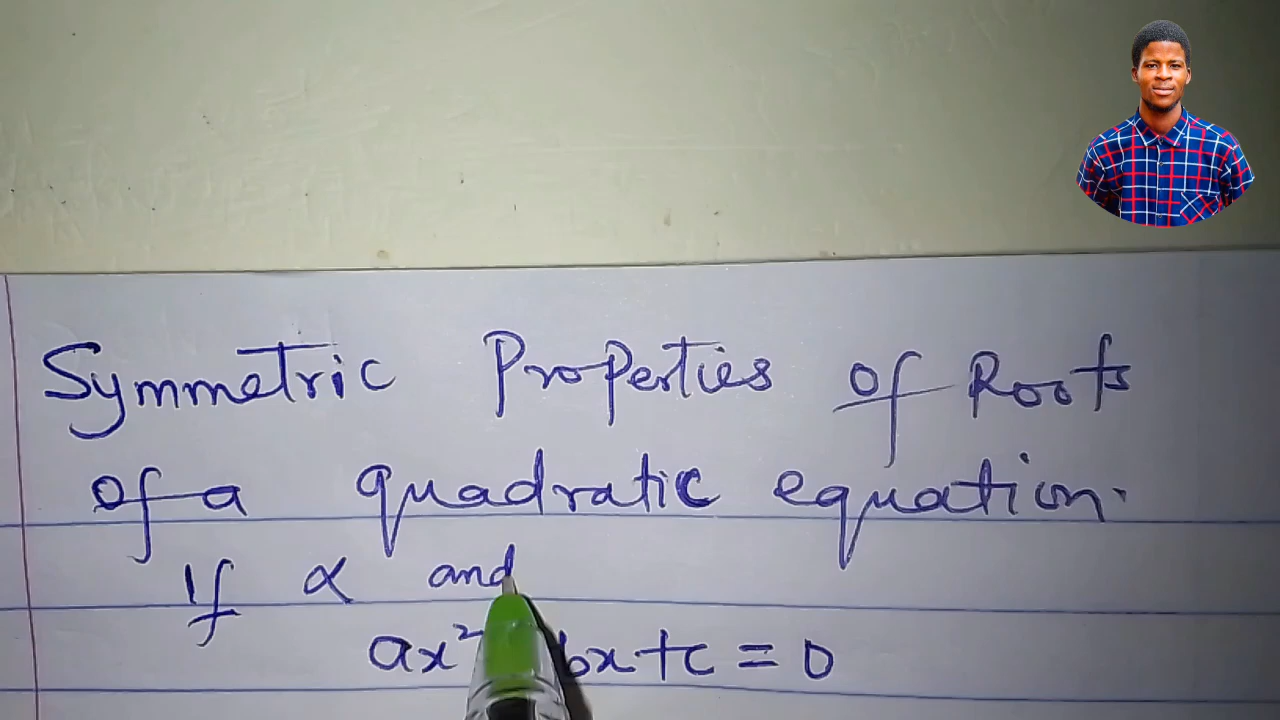 Symmetric Properties of Roots
of a quadratic equation.
If α and
ax² bx+c = 0